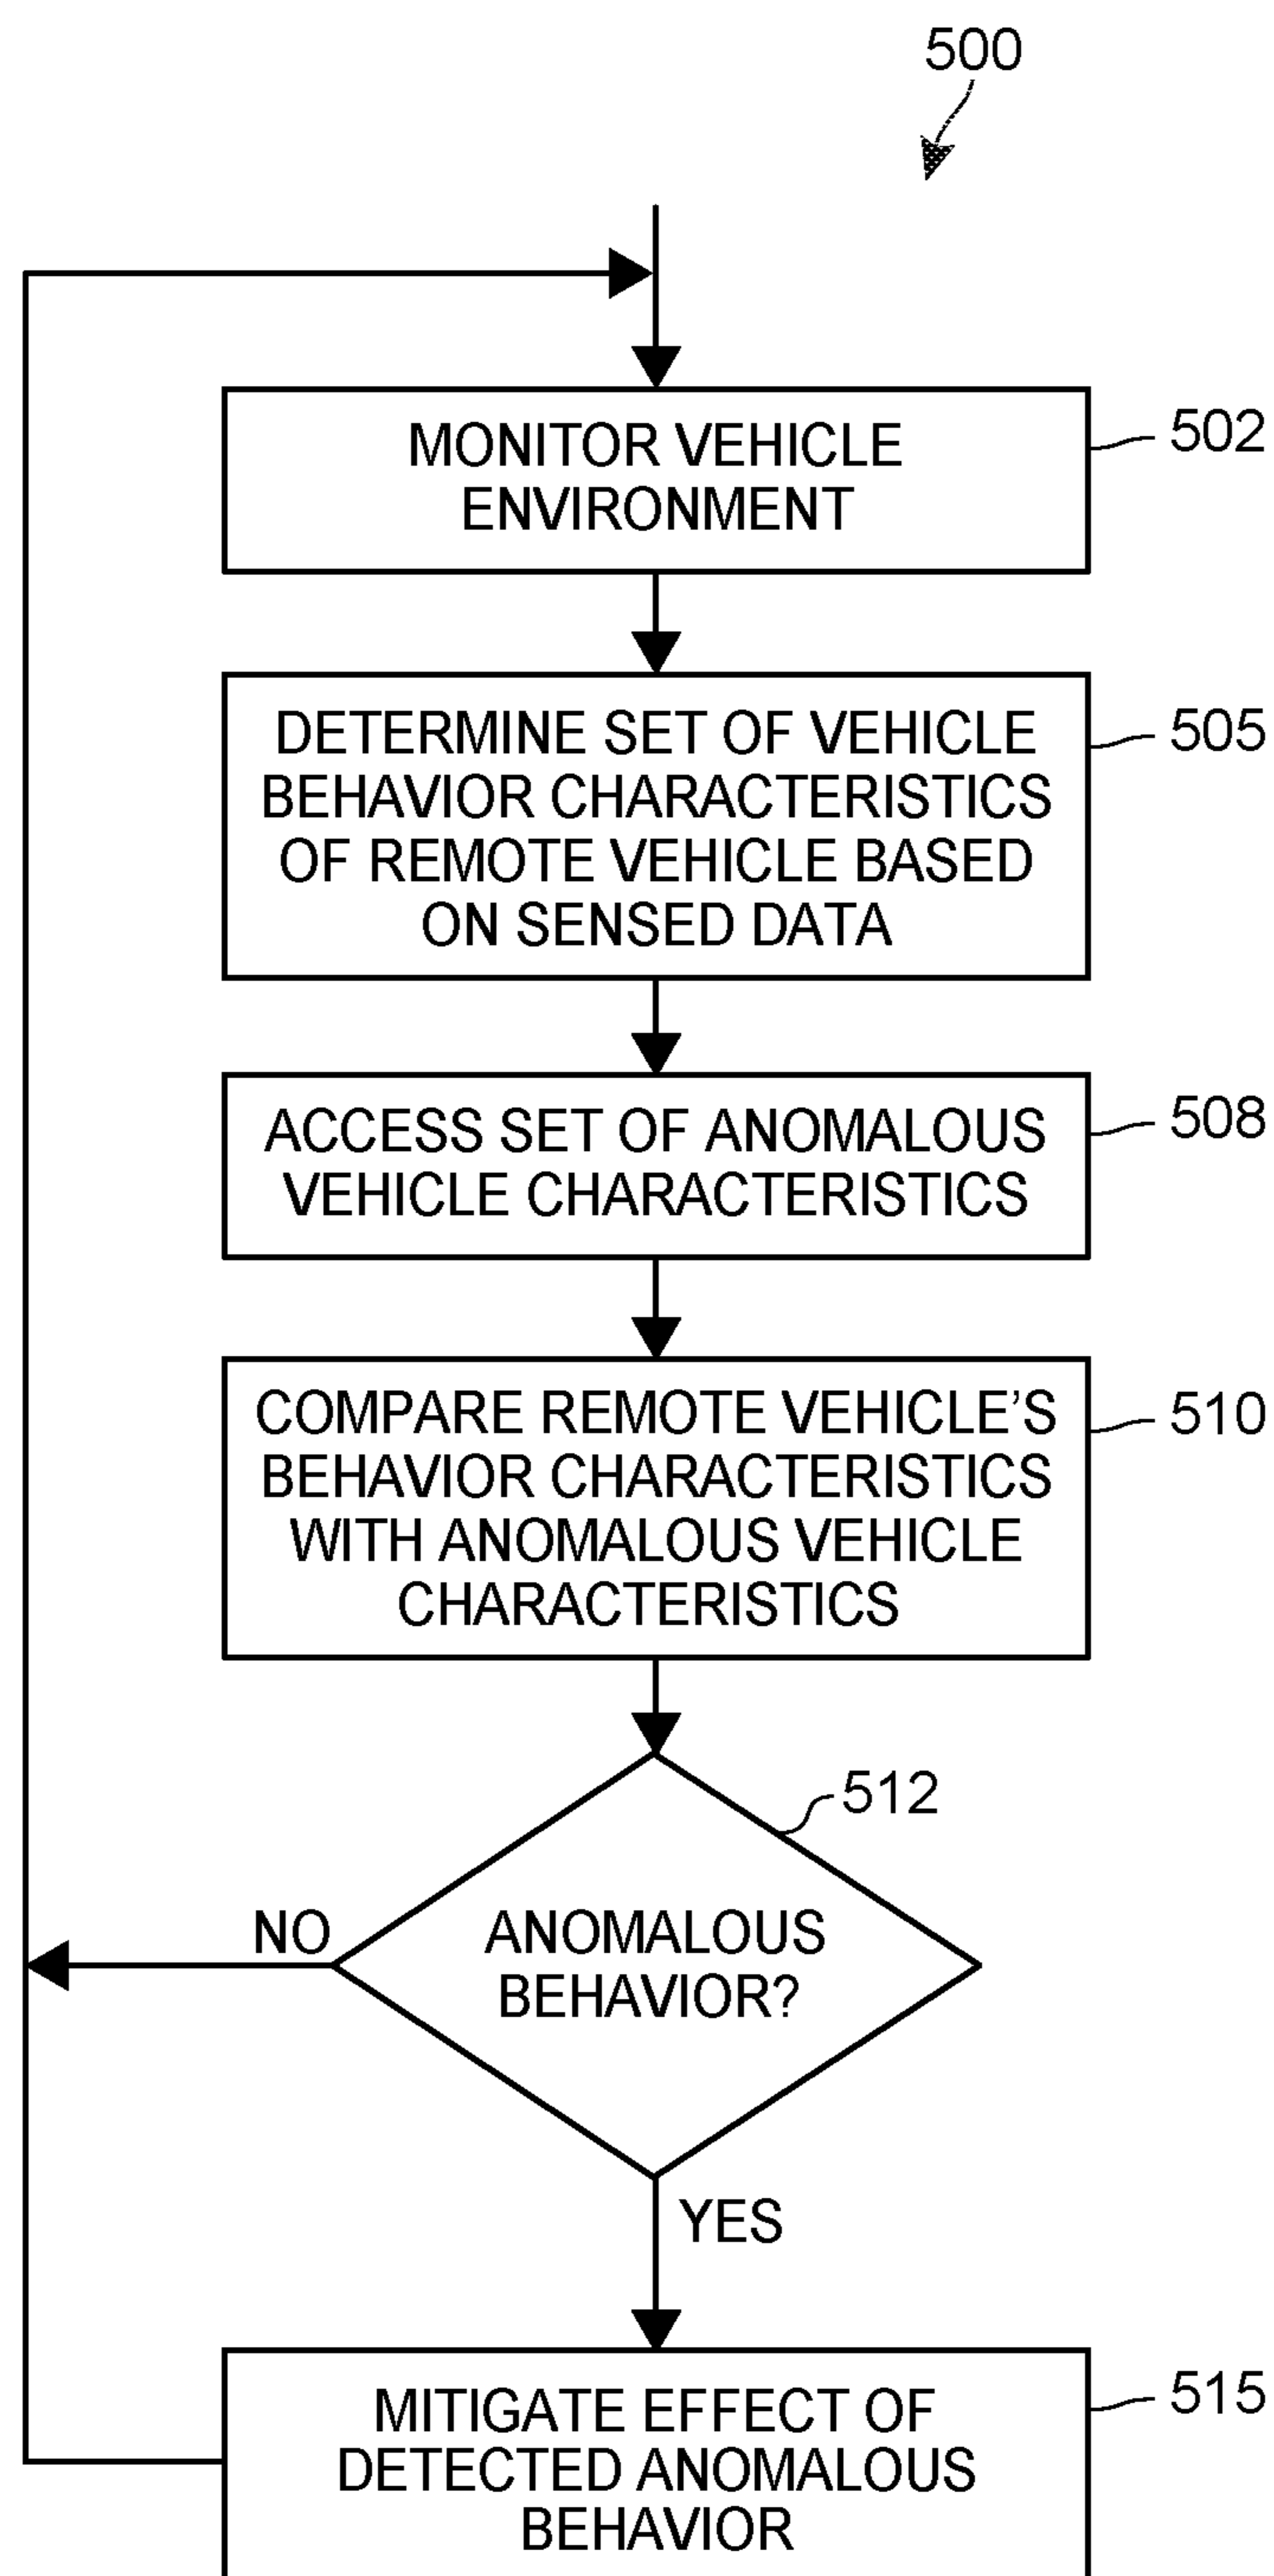 500
MONITOR VEHICLE
ENVIRONMENT
502
DETERMINE SET OF VEHICLE
BEHAVIOR CHARACTERISTICS
OF REMOTE VEHICLE BASED
ON SENSED DATA
505
ACCESS SET OF ANOMALOUS
VEHICLE CHARACTERISTICS
508
COMPARE REMOTE VEHICLE’S
BEHAVIOR CHARACTERISTICS
WITH ANOMALOUS VEHICLE
CHARACTERISTICS
510
512
ANOMALOUS
BEHAVIOR?
NO
YES
MITIGATE EFFECT OF
DETECTED ANOMALOUS
BEHAVIOR
515